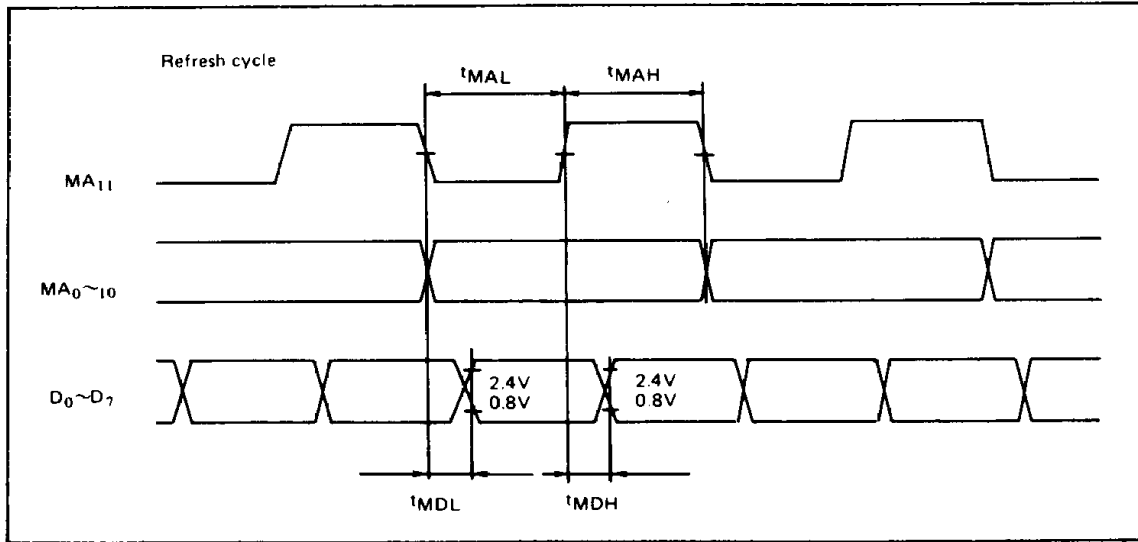 Refresh cycle
tMAL
tMAH
MA11
MA0~10
D0~D7
2.4V
0.8V
2.4V
0.8V
tMDL
tMDH